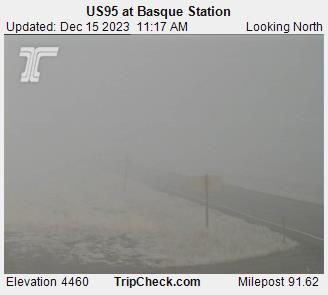 US95 at Basque Station
Updated: Dec 15 2023 11:17 AM Looking North
Elevation 4460 TripCheck.com Milepost 91.62